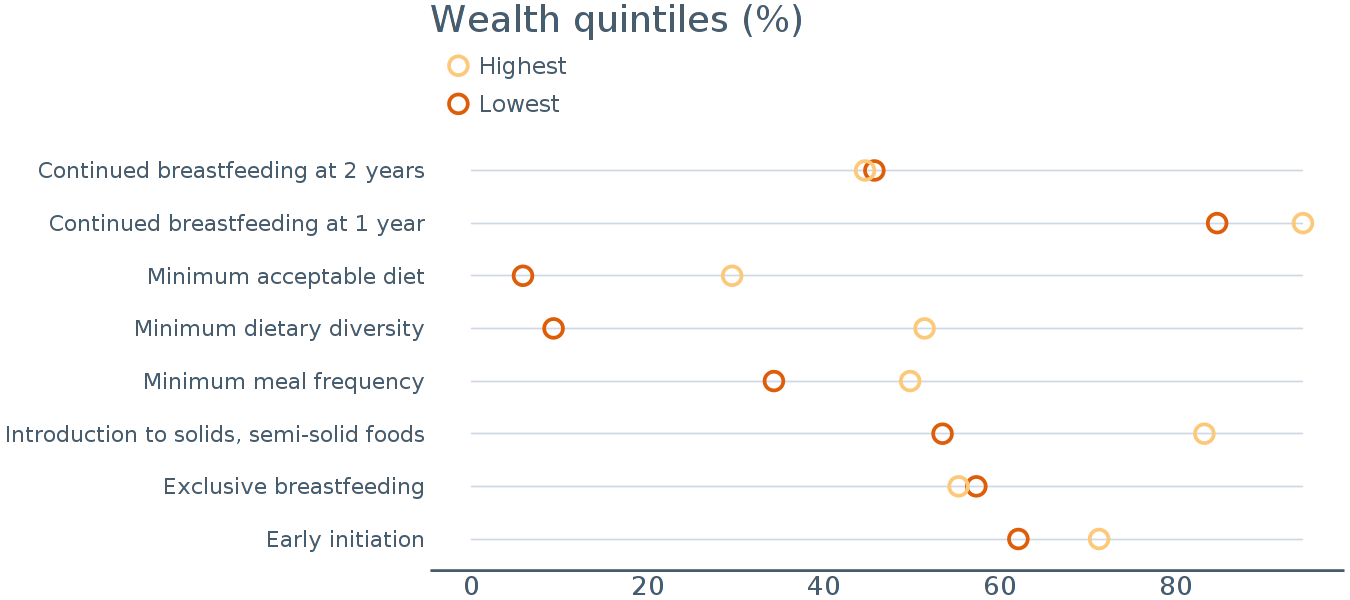 Wealth quintiles (%)
Highest
Lowest
Continued breastfeeding at 2 years
Continued breastfeeding at 1 year
Minimum acceptable diet
Minimum dietary diversity
Minimum meal frequency
Introduction to solids, semi-solid foods
Exclusive breastfeeding
Early initiation
0 20 40 60 80